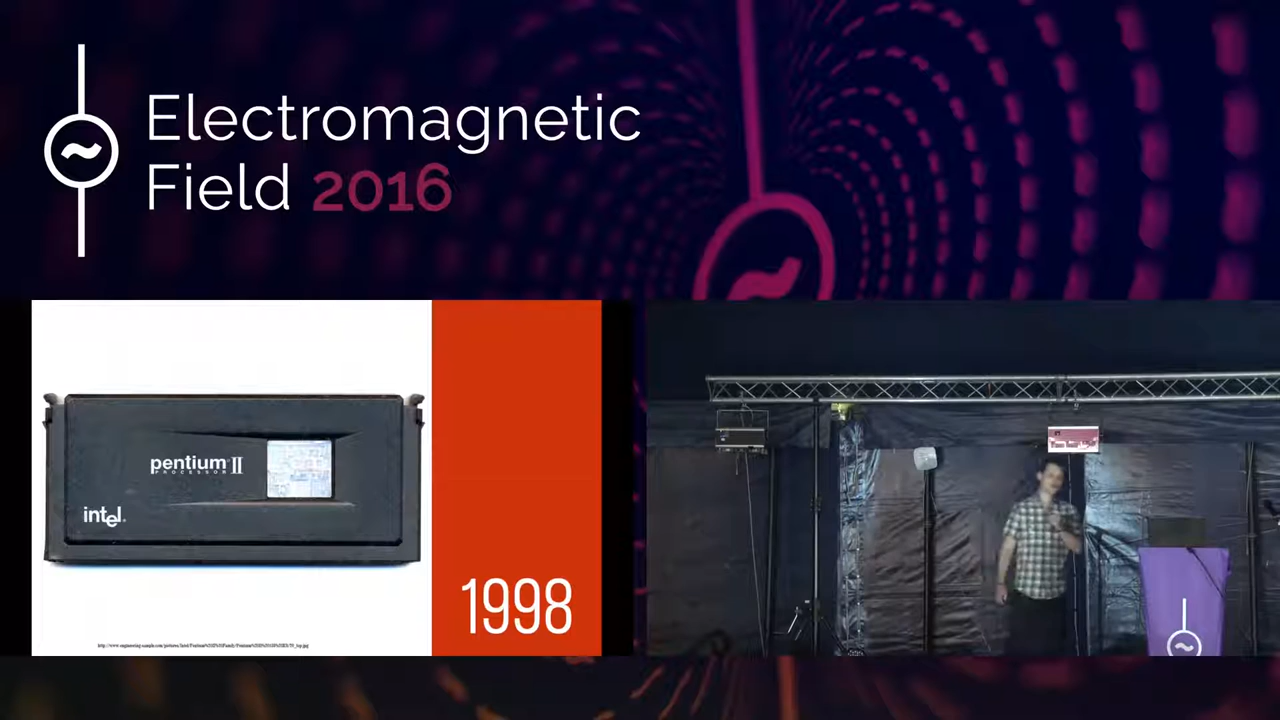 Electromagnetic
Field 2016
pentium II
PROCESSOR
intel
1998